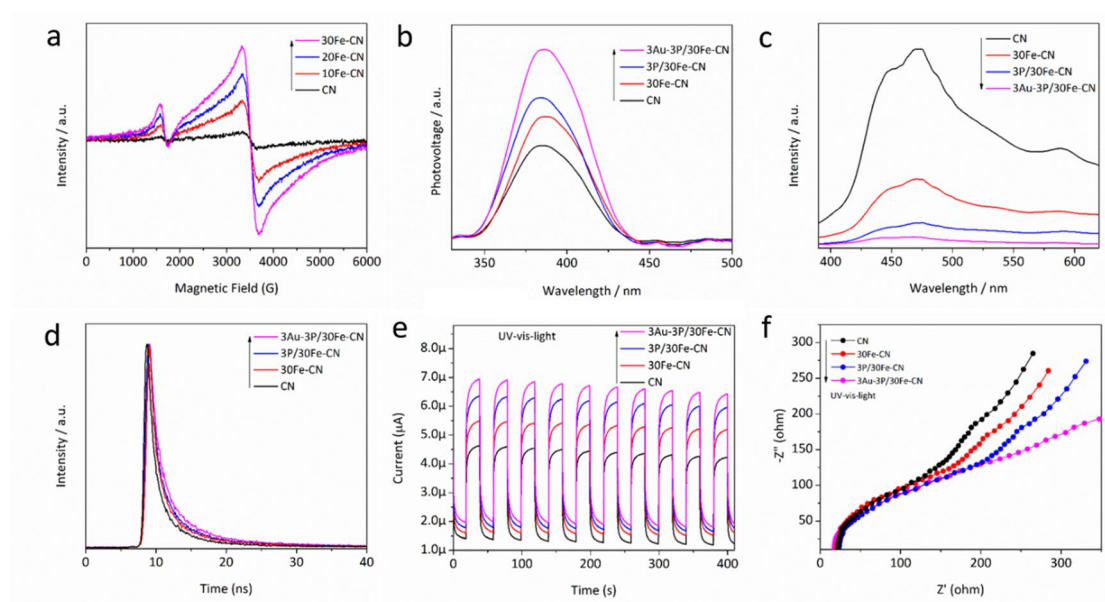 a
30Fe-CN
20Fe-CN
10Fe-CN
CN
Intensity / a.u.
0 1000 2000 3000 4000 5000 6000
Magnetic Field (G)
b
3Au-3P/30Fe-CN
3P/30Fe-CN
30Fe-CN
CN
Photovoltage / a.u.
350 400 450 500
Wavelength / nm
c
CN
30Fe-CN
3P/30Fe-CN
3Au-3P/30Fe-CN
Intensity / a.u.
400 450 500 550 600
Wavelength / nm
d
3Au-3P/30Fe-CN
3P/30Fe-CN
30Fe-CN
CN
Intensity / a.u.
0 10 20 30 40
Time (ns)
e
UV-vis-light
3Au-3P/30Fe-CN
3P/30Fe-CN
30Fe-CN
CN
8.0μ
7.0μ
6.0μ
5.0μ
4.0μ
3.0μ
2.0μ
1.0μ
Current (μA)
0 50 100 150 200 250 300 350 400
Time (s)
f
CN
30Fe-CN
3P/30Fe-CN
3Au-3P/30Fe-CN
UV-vis-light
300
250
200
150
100
50
-Z'' (ohm)
0 100 200 300
Z' (ohm)